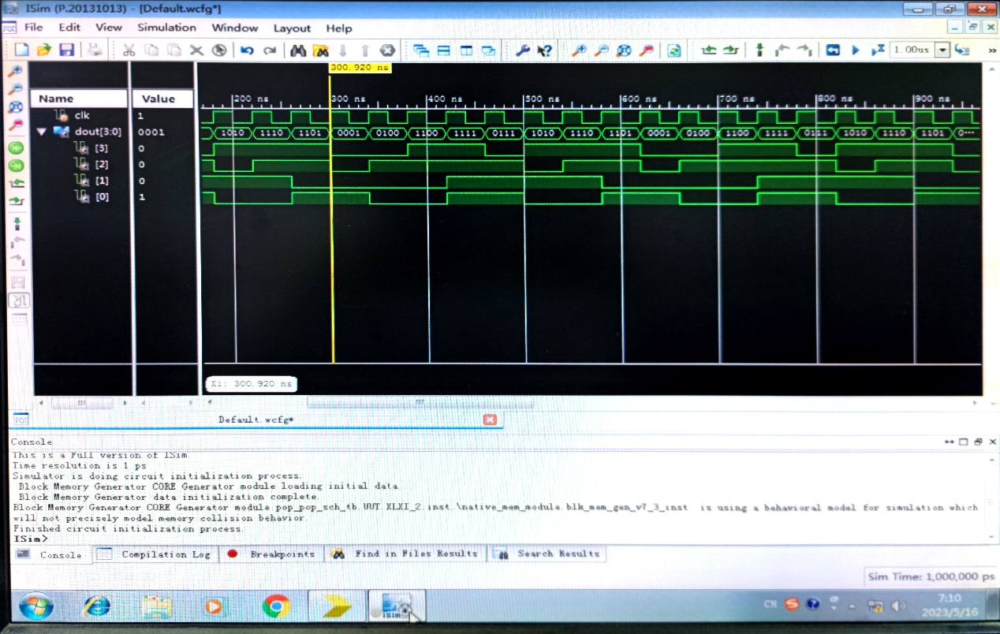 ISim (P.20131013) - [Default.wcfg*]
File Edit View Simulation Window Layout Help
1.00us
300.920 ns
Name Value
200 ns 300 ns 400 ns 500 ns 600 ns 700 ns 800 ns 900 ns
clk 1
dout[3:0] 0001 1010 1110 1101 0001 0100 1100 1111 0111 1010 1110 1101 0001 0100 1100 1111 0111 1010 1110 1101 0...
[3] 0
[2] 0
[1] 0
[0] 1
X1: 300.920 ns
Default.wcfg*
Console
This is a Full version of ISim.
Time resolution is 1 ps
Simulator is doing circuit initialization process.
Block Memory Generator CORE Generator module loading initial data...
Block Memory Generator data initialization complete.
Block Memory Generator CORE Generator module pop_pop_sch_tb.UUT.XLXI_2.inst.\native_mem_module.blk_mem_gen_v7_3_inst is using a behavioral model for simulation which
will not precisely model memory collision behavior.
Finished circuit initialization process.
ISim>
Console Compilation Log Breakpoints Find in Files Results Search Results
Sim Time: 1,000,000 ps
ISim
CH
7:10
2023/5/16